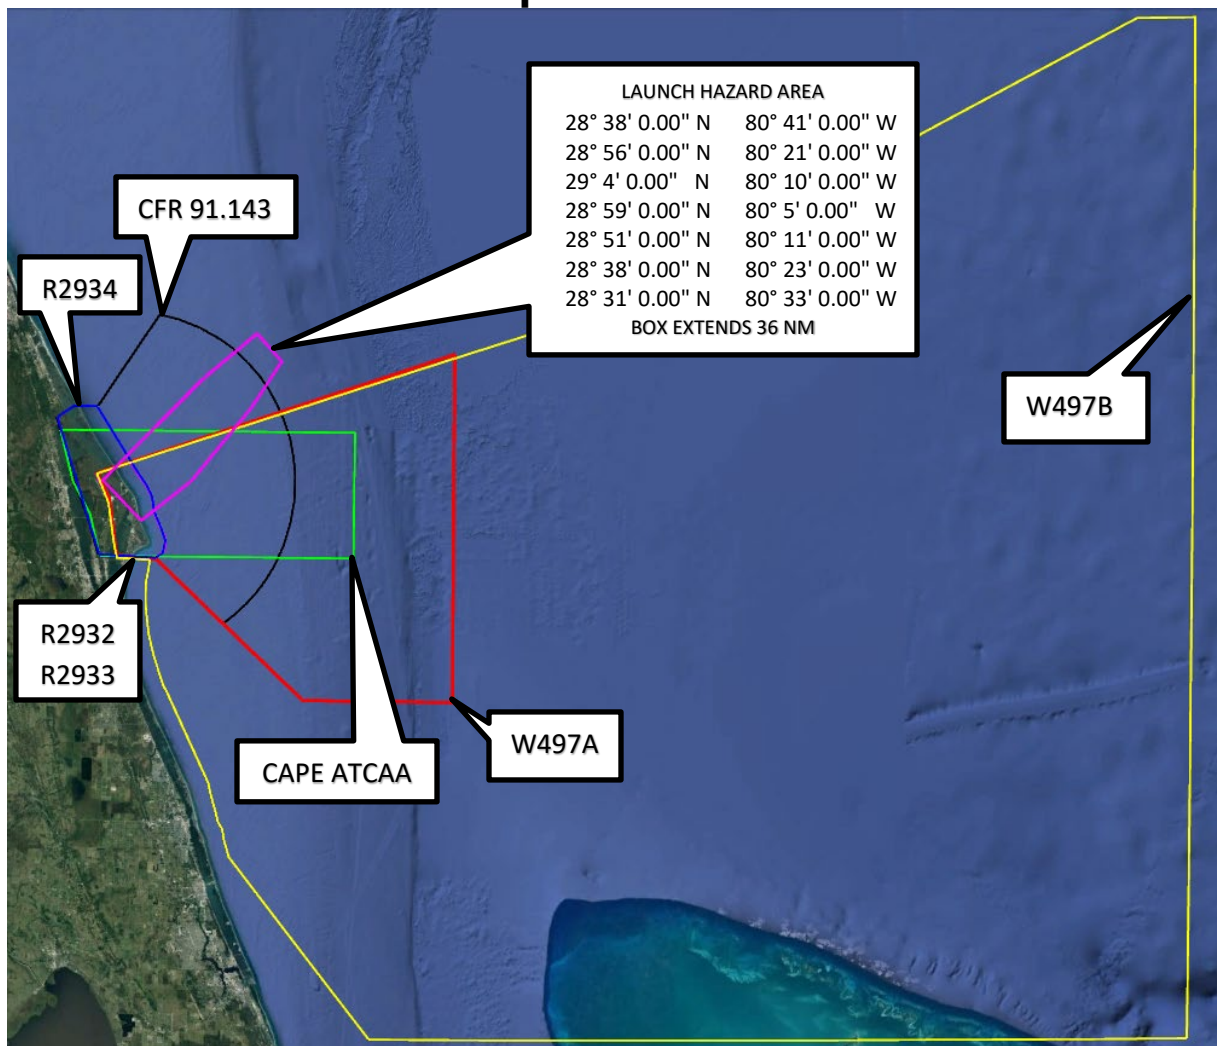 LAUNCH HAZARD AREA
28° 38' 0.00" N 80° 41' 0.00" W
28° 56' 0.00" N 80° 21' 0.00" W
29° 4' 0.00" N 80° 10' 0.00" W
28° 59' 0.00" N 80° 5' 0.00" W
28° 51' 0.00" N 80° 11' 0.00" W
28° 38' 0.00" N 80° 23' 0.00" W
28° 31' 0.00" N 80° 33' 0.00" W
BOX EXTENDS 36 NM
CFR 91.143
R2934
W497B
R2932
R2933
W497A
CAPE ATCAA